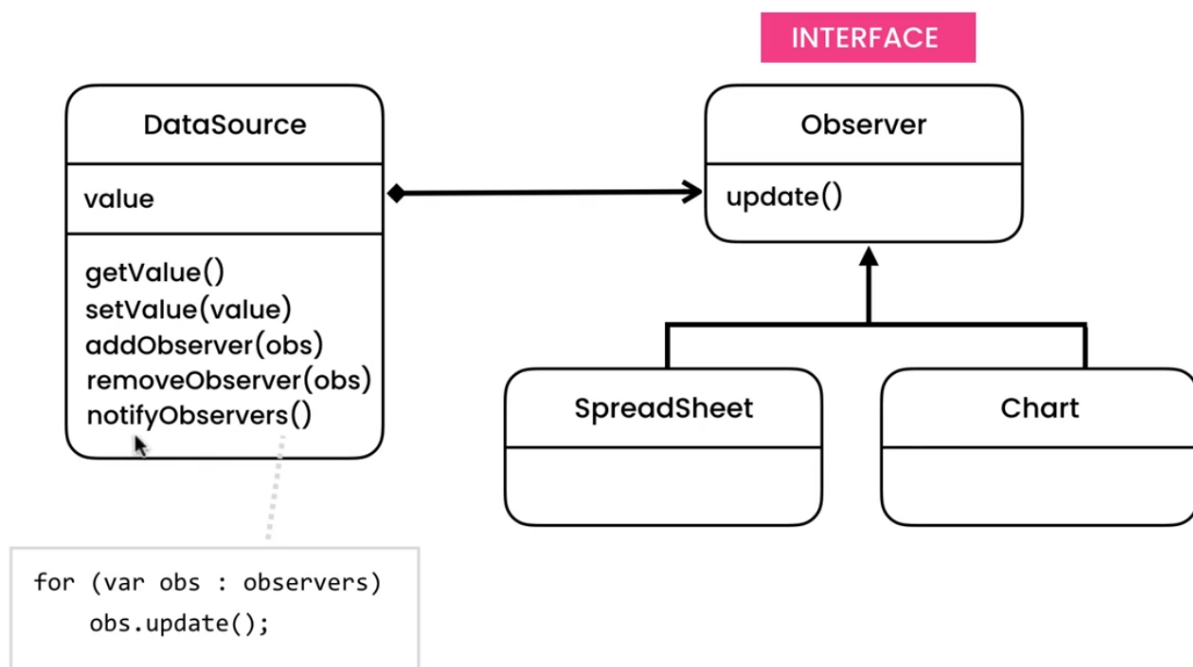 INTERFACE
DataSource
value
getValue()
setValue(value)
addObserver(obs)
removeObserver(obs)
notifyObservers()
Observer
update()
SpreadSheet
Chart
for (var obs : observers)
obs.update();